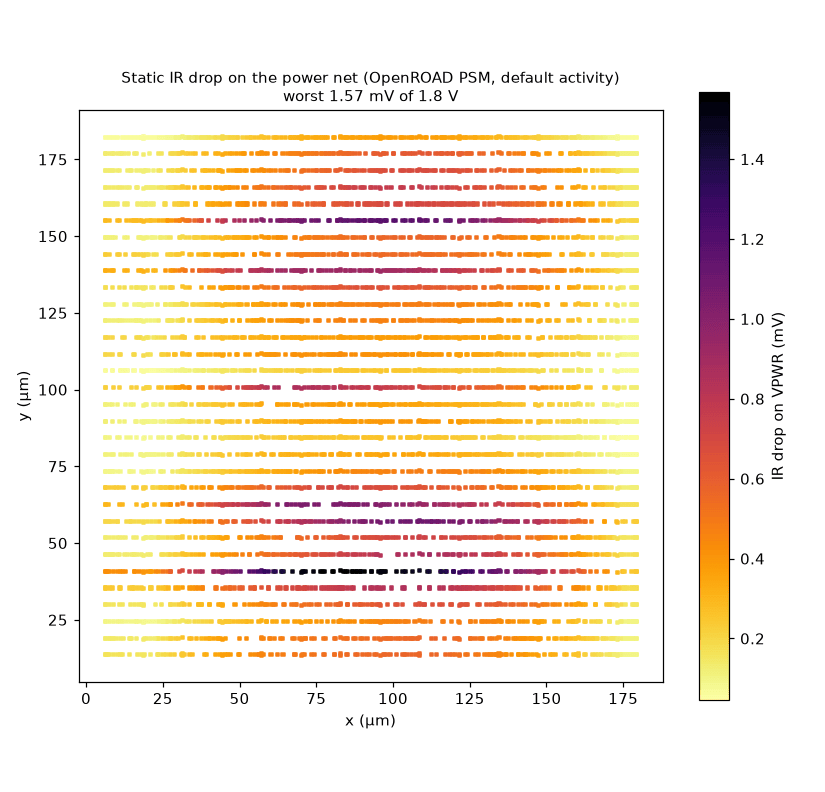 Static IR drop on the power net (OpenROAD PSM, default activity)
worst 1.57 mV of 1.8 V
175
150
125
100
75
50
25
y (µm)
0 25 50 75 100 125 150 175
x (µm)
1.4
1.2
1.0
0.8
0.6
0.4
0.2
IR drop on VPWR (mV)